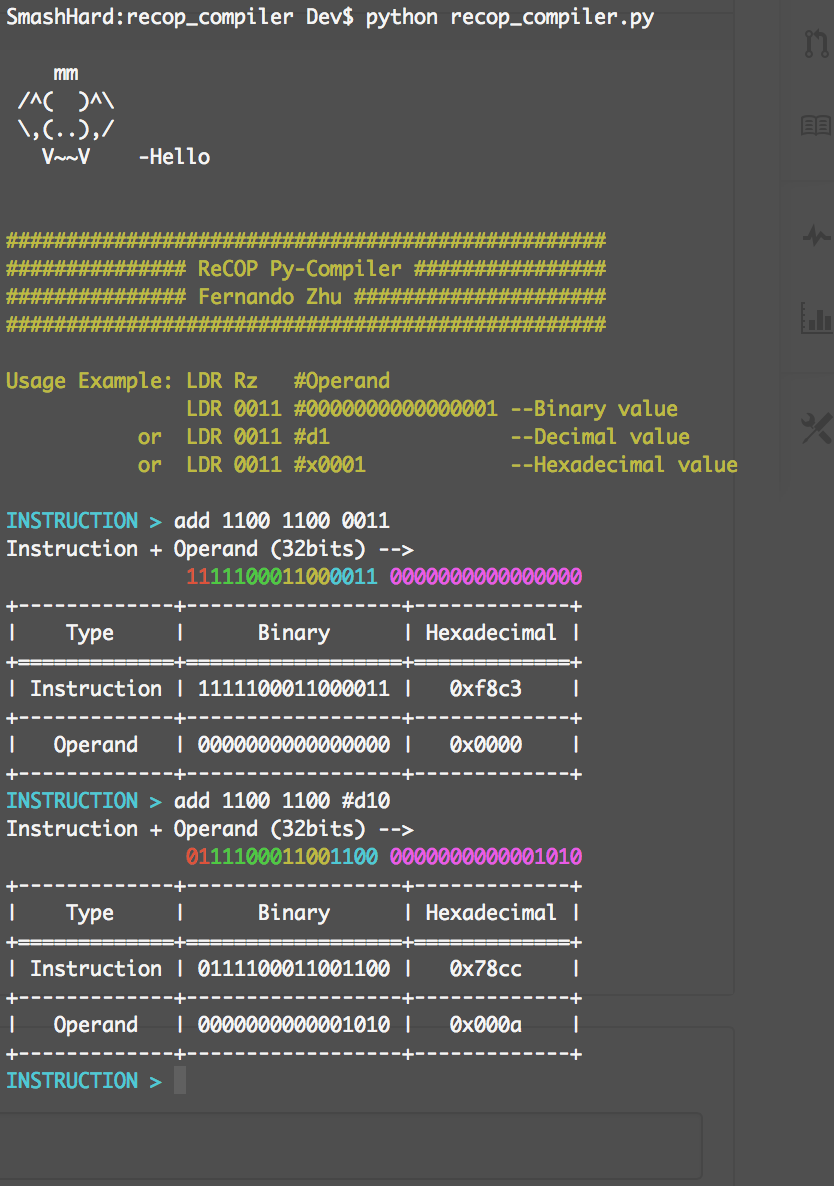 SmashHard:recop_compiler Dev$ python recop_compiler.py
    mm
 /^(  )^\
 \,(..),/
   V~~V    -Hello
##################################################
############### ReCOP Py-Compiler ################
############### Fernando Zhu #####################
##################################################
Usage Example: LDR Rz   #Operand
               LDR 0011 #0000000000000001 --Binary value
           or  LDR 0011 #d1               --Decimal value
           or  LDR 0011 #x0001            --Hexadecimal value
INSTRUCTION > add 1100 1100 0011
Instruction + Operand (32bits) -->
               1111100011000011 0000000000000000
+-------------+------------------+-------------+
|    Type     |      Binary      | Hexadecimal |
+=============+==================+=============+
| Instruction | 1111100011000011 |   0xf8c3    |
+-------------+------------------+-------------+
|   Operand   | 0000000000000000 |   0x0000    |
+-------------+------------------+-------------+
INSTRUCTION > add 1100 1100 #d10
Instruction + Operand (32bits) -->
               0111100011001100 0000000000001010
+-------------+------------------+-------------+
|    Type     |      Binary      | Hexadecimal |
+=============+==================+=============+
| Instruction | 0111100011001100 |   0x78cc    |
+-------------+------------------+-------------+
|   Operand   | 0000000000001010 |   0x000a    |
+-------------+------------------+-------------+
INSTRUCTION >